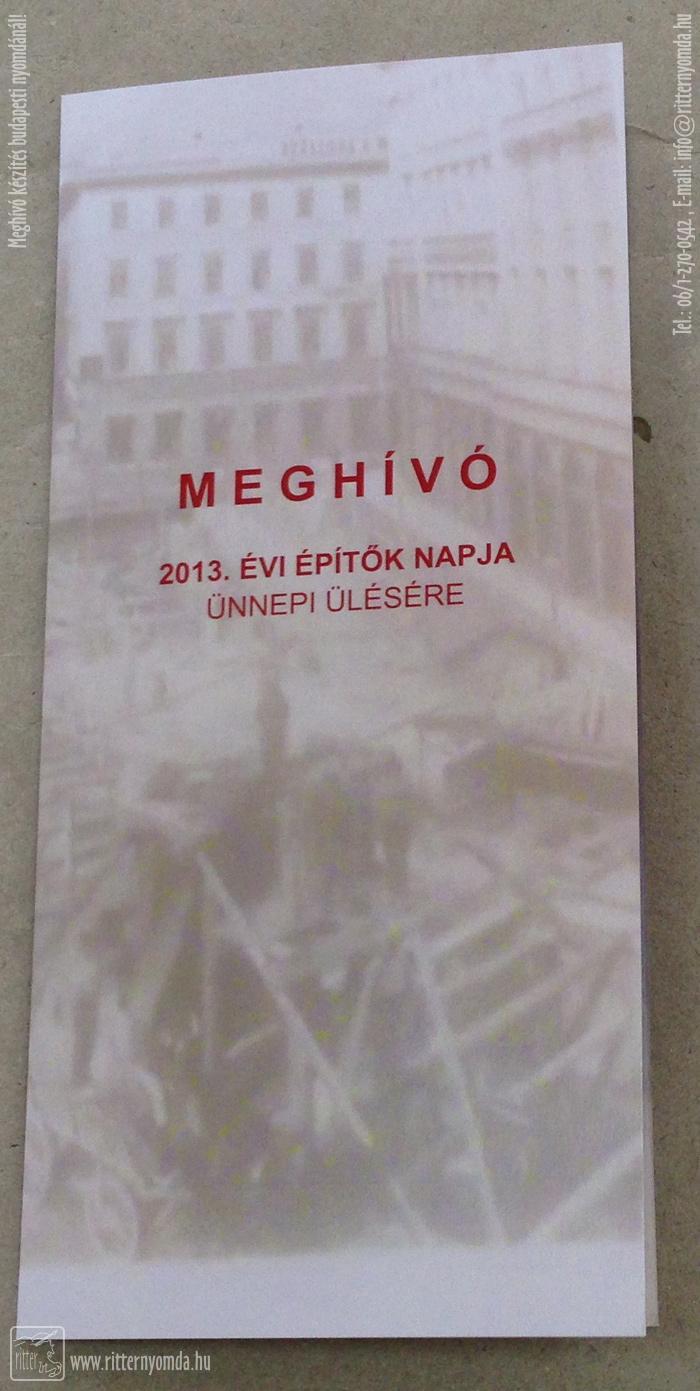 Meghívó készítés budapesti nyomdánál!
Tel.: 06/1-270-0542 E-mail: info@ritternyomda.hu
MEGHÍVÓ
2013. ÉVI ÉPÍTŐK NAPJA
ÜNNEPI ÜLÉSÉRE
ritter
www.ritternyomda.hu